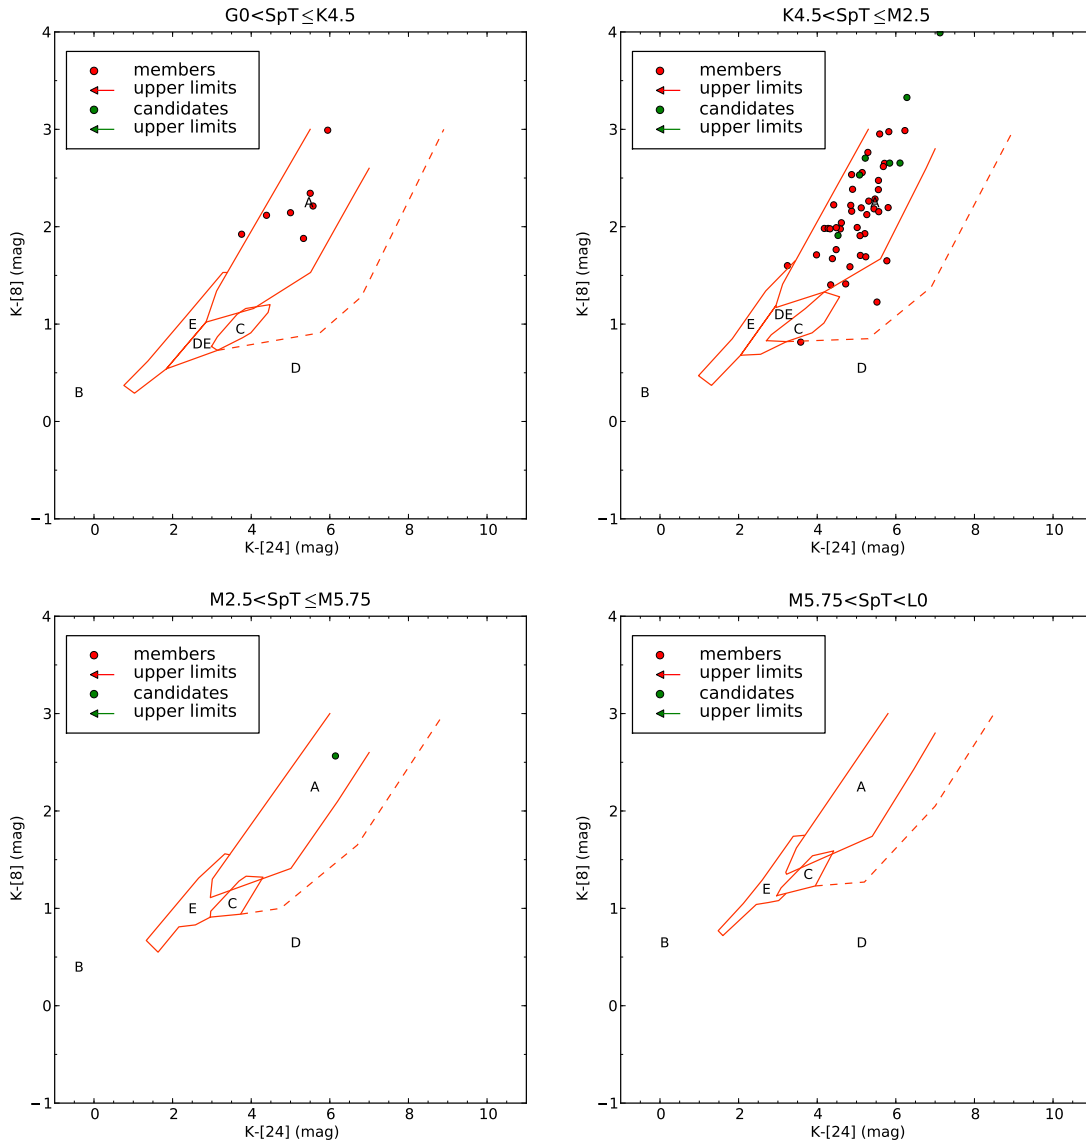 G0<SpT≤K4.5
members
upper limits
candidates
upper limits
A
E
C
DE
D
B
4
3
2
1
0
−1
0 2 4 6 8 10
K-[8] (mag)
K-[24] (mag)
K4.5<SpT≤M2.5
members
upper limits
candidates
upper limits
A
DE
E
C
D
B
4
3
2
1
0
−1
0 2 4 6 8 10
K-[8] (mag)
K-[24] (mag)
M2.5<SpT≤M5.75
members
upper limits
candidates
upper limits
A
C
E
D
B
4
3
2
1
0
−1
0 2 4 6 8 10
K-[8] (mag)
K-[24] (mag)
M5.75<SpT<L0
members
upper limits
candidates
upper limits
A
C
E
B
D
4
3
2
1
0
−1
0 2 4 6 8 10
K-[8] (mag)
K-[24] (mag)